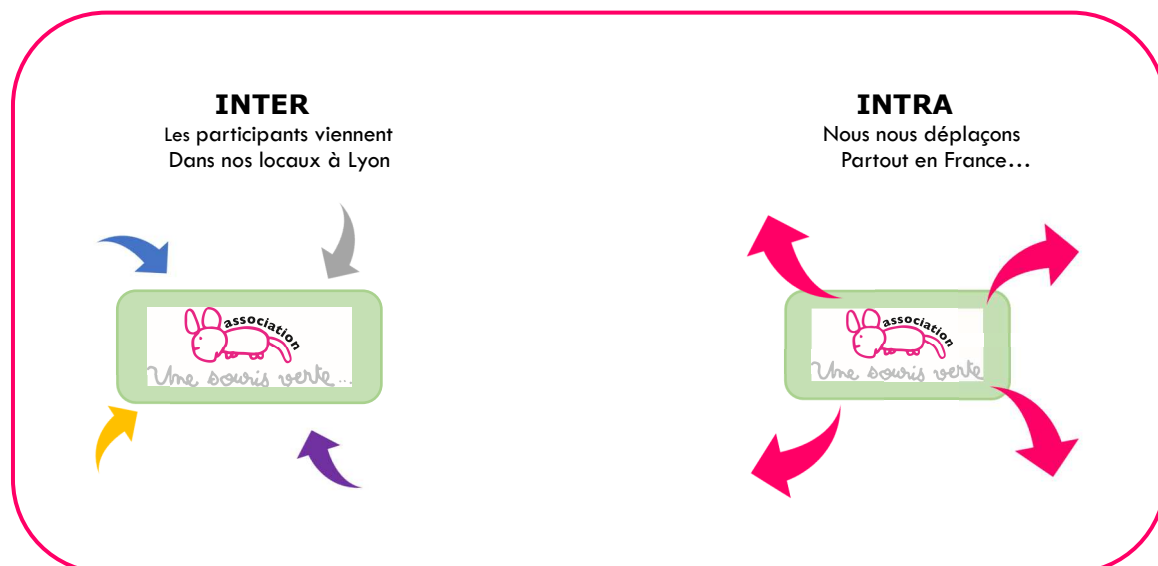 INTER
Les participants viennent
Dans nos locaux à Lyon
association
Une souris verte...
INTRA
Nous nous déplaçons
Partout en France...
association
Une souris verte